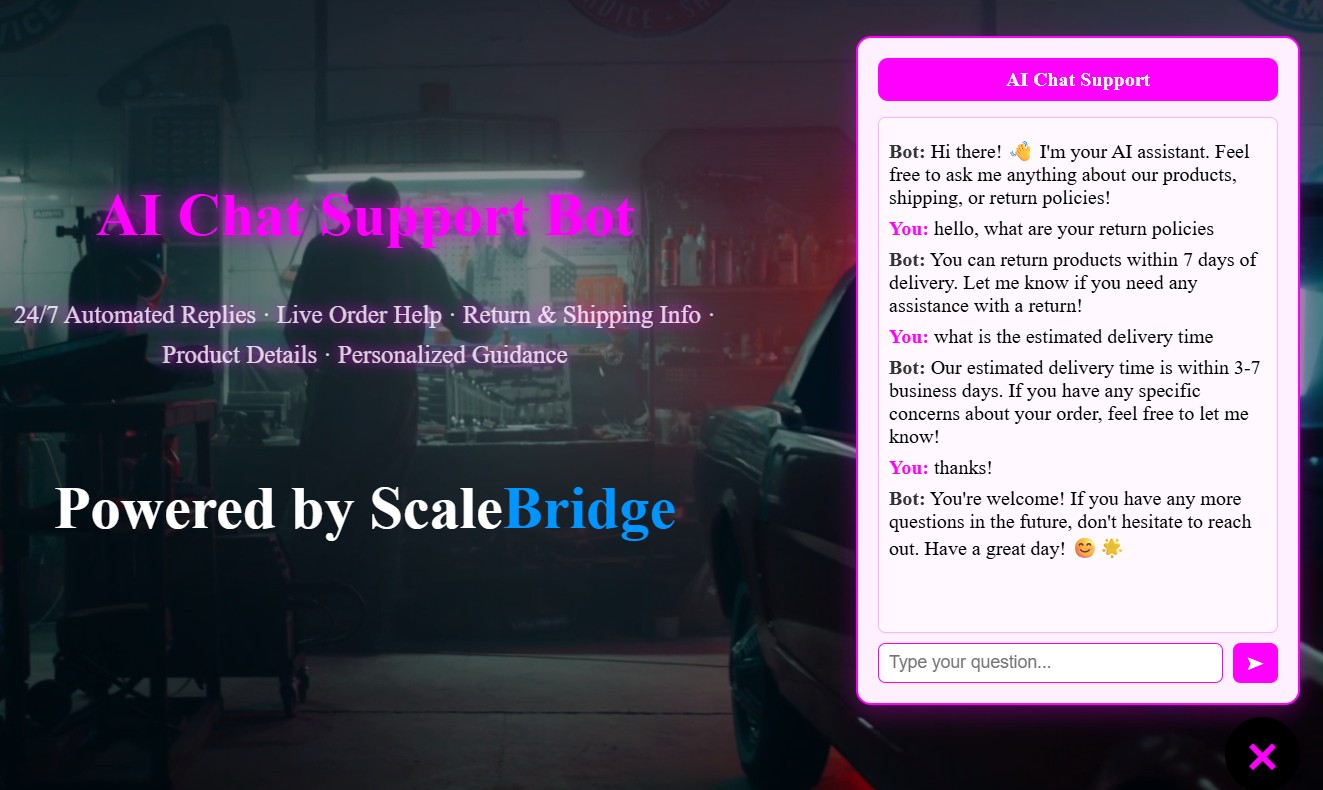 AI Chat Support Bot
24/7 Automated Replies · Live Order Help · Return & Shipping Info ·
Product Details · Personalized Guidance
Powered by ScaleBridge
AI Chat Support
Bot: Hi there! 👋 I'm your AI assistant. Feel
free to ask me anything about our products,
shipping, or return policies!
You: hello, what are your return policies
Bot: You can return products within 7 days of
delivery. Let me know if you need any
assistance with a return!
You: what is the estimated delivery time
Bot: Our estimated delivery time is within 3-7
business days. If you have any specific
concerns about your order, feel free to let me
know!
You: thanks!
Bot: You're welcome! If you have any more
questions in the future, don't hesitate to reach
out. Have a great day! 😊 🌟
Type your question...